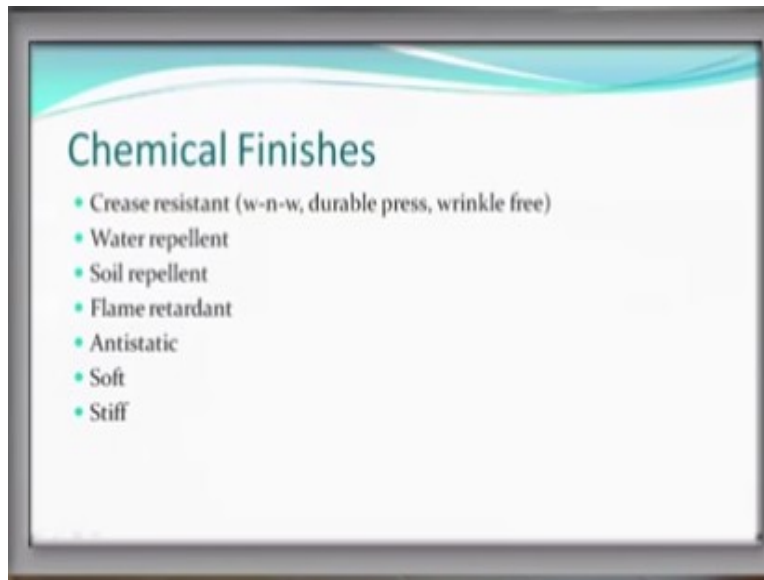 Chemical Finishes
• Crease resistant (w-n-w, durable press, wrinkle free)
• Water repellent
• Soil repellent
• Flame retardant
• Antistatic
• Soft
• Stiff